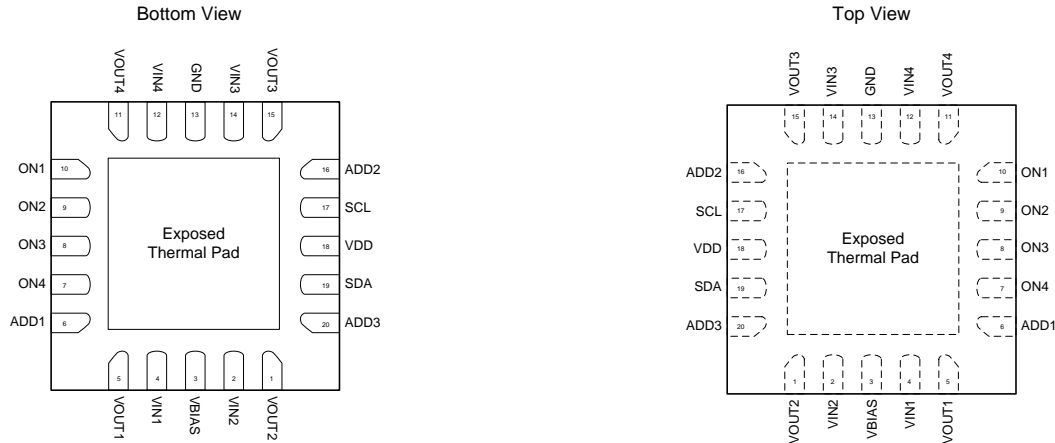 Bottom View
VOUT4
VIN4
GND
VIN3
VOUT3
11
12
13
14
15
ON1
10
ON2
9
ON3
8
ON4
7
ADD1
6
Exposed
Thermal Pad
16
ADD2
17
SCL
18
VDD
19
SDA
20
ADD3
5
4
3
2
1
VOUT1
VIN1
VBIAS
VIN2
VOUT2
Top View
VOUT3
VIN3
GND
VIN4
VOUT4
15
14
13
12
11
ADD2
16
SCL
17
VDD
18
SDA
19
ADD3
20
Exposed
Thermal Pad
10
ON1
9
ON2
8
ON3
7
ON4
6
ADD1
1
2
3
4
5
VOUT2
VIN2
VBIAS
VIN1
VOUT1